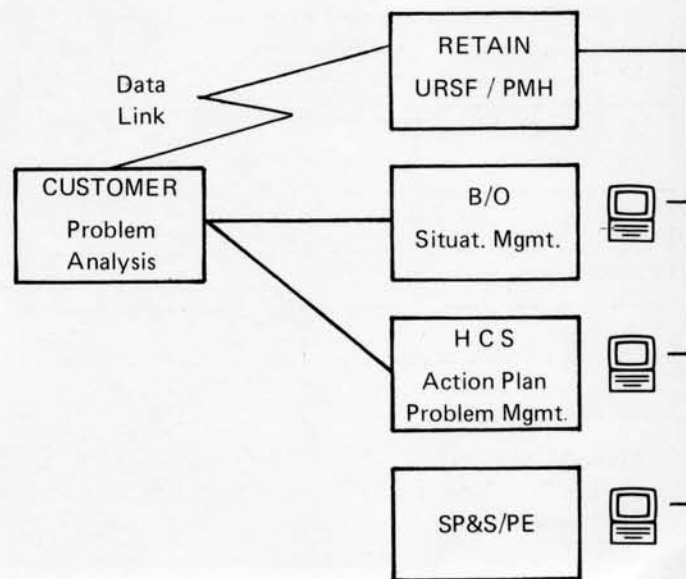 RETAIN
URSF / PMH
Data
Link
CUSTOMER
Problem
Analysis
B/O
Situat. Mgmt.
H C S
Action Plan
Problem Mgmt.
SP&S/PE